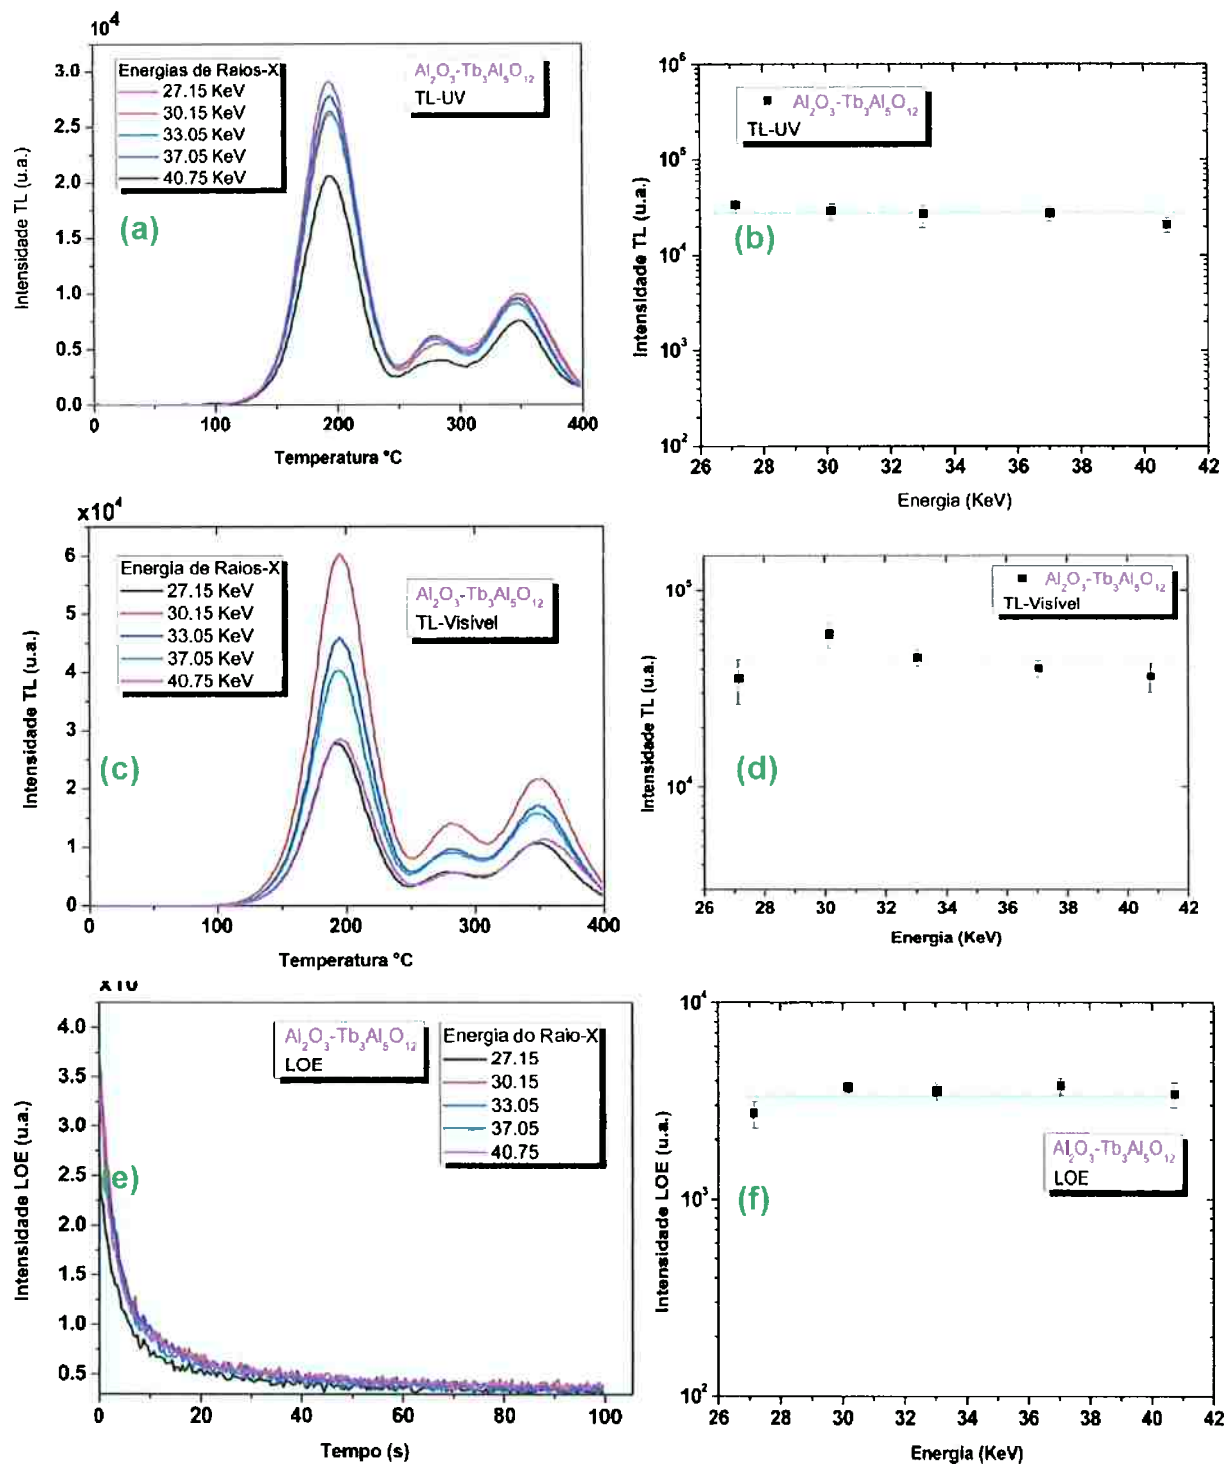 10⁴
Energias de Raios-X
27.15 KeV
30.15 KeV
33.05 KeV
37.05 KeV
40.75 KeV
Al₂O₃-Tb₃Al₅O₁₂
TL-UV
(a)
3.0
2.5
2.0
1.5
1.0
0.5
0.0
0 100 200 300 400
Intensidade TL (u.a.)
Temperatura °C
Al₂O₃-Tb₃Al₅O₁₂
TL-UV
(b)
10⁶
10⁵
10⁴
10³
10²
26 28 30 32 34 36 38 40 42
Intensidade TL (u.a.)
Energia (KeV)
x10⁴
Energia de Raios-X
27.15 KeV
30.15 KeV
33.05 KeV
37.05 KeV
40.75 KeV
Al₂O₃-Tb₃Al₅O₁₂
TL-Visível
(c)
6
5
4
3
2
1
0
0 100 200 300 400
Intensidade TL (u.a.)
Temperatura °C
Al₂O₃-Tb₃Al₅O₁₂
TL-Visível
(d)
10⁵
10⁴
26 28 30 32 34 36 38 40 42
Intensidade TL (u.a.)
Energia (KeV)
Al₂O₃-Tb₃Al₅O₁₂
LOE
Energia do Raio-X
27.15
30.15
33.05
37.05
40.75
e)
4.0
3.5
3.0
2.5
2.0
1.5
1.0
0.5
0 20 40 60 80 100
Intensidade LOE (u.a.)
Tempo (s)
Al₂O₃-Tb₃Al₅O₁₂
LOE
(f)
10⁴
10³
10²
26 28 30 32 34 36 38 40 42
Intensidade LOE (u.a.)
Energia (KeV)